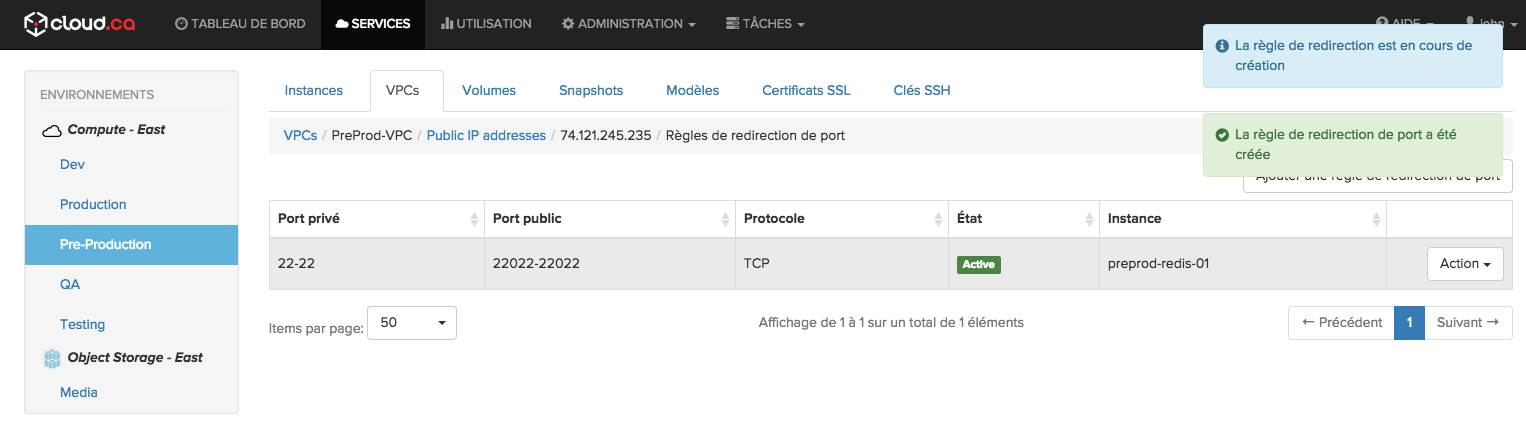 cloud.ca TABLEAU DE BORD SERVICES UTILISATION ADMINISTRATION TÂCHES AIDE john
La règle de redirection est en cours de
création
ENVIRONNEMENTS
Compute - East
Dev
Production
Pre-Production
QA
Testing
Object Storage - East
Media
Instances VPCs Volumes Snapshots Modèles Certificats SSL Clés SSH
VPCs / PreProd-VPC / Public IP addresses / 74.121.245.235 / Règles de redirection de port
La règle de redirection de port a été
créée
Ajouter une règle de redirection de port
Port privé Port public Protocole État Instance
22-22 22022-22022 TCP Active preprod-redis-01 Action
Items par page: 50 Affichage de 1 à 1 sur un total de 1 éléments ← Précédent 1 Suivant →